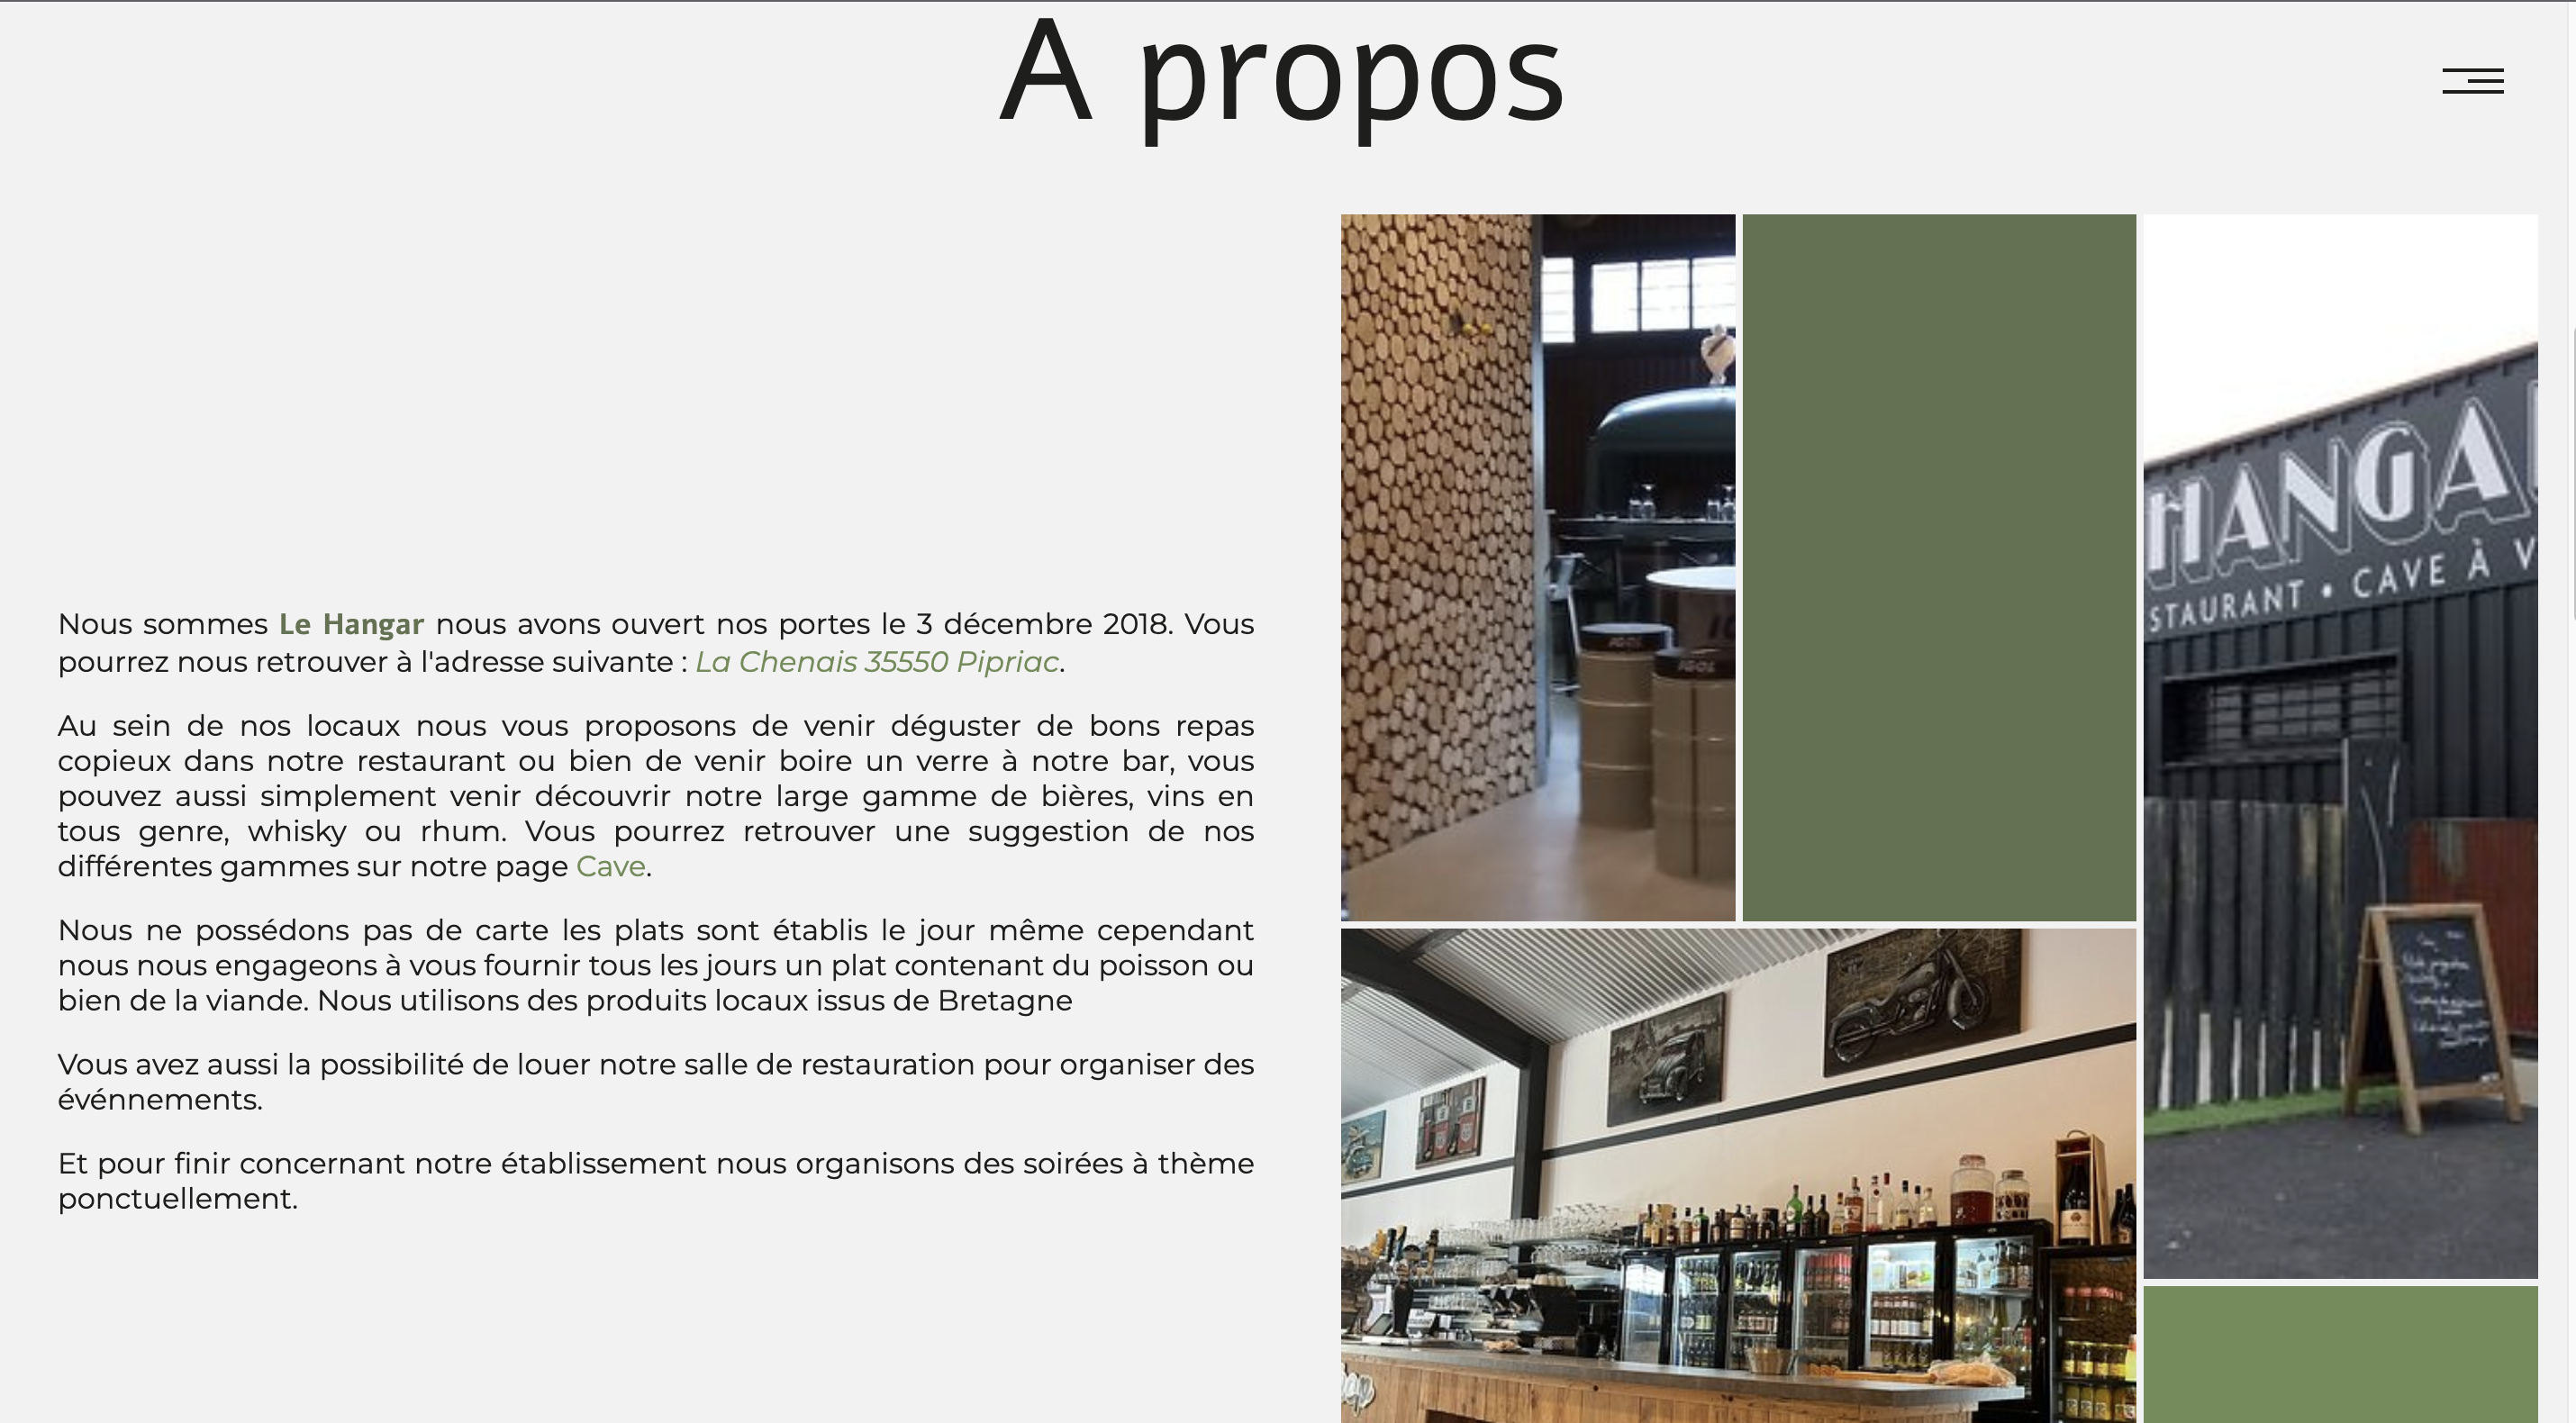 A propos
Nous sommes Le Hangar nous avons ouvert nos portes le 3 décembre 2018. Vous
pourrez nous retrouver à l'adresse suivante : La Chenais 35550 Pipriac.
Au sein de nos locaux nous vous proposons de venir déguster de bons repas
copieux dans notre restaurant ou bien de venir boire un verre à notre bar, vous
pouvez aussi simplement venir découvrir notre large gamme de bières, vins en
tous genre, whisky ou rhum. Vous pourrez retrouver une suggestion de nos
différentes gammes sur notre page Cave.
Nous ne possédons pas de carte les plats sont établis le jour même cependant
nous nous engageons à vous fournir tous les jours un plat contenant du poisson ou
bien de la viande. Nous utilisons des produits locaux issus de Bretagne
Vous avez aussi la possibilité de louer notre salle de restauration pour organiser des
événnements.
Et pour finir concernant notre établissement nous organisons des soirées à thème
ponctuellement.
IGOL
IGOL
HANGA
STAURANT • CAVE À V